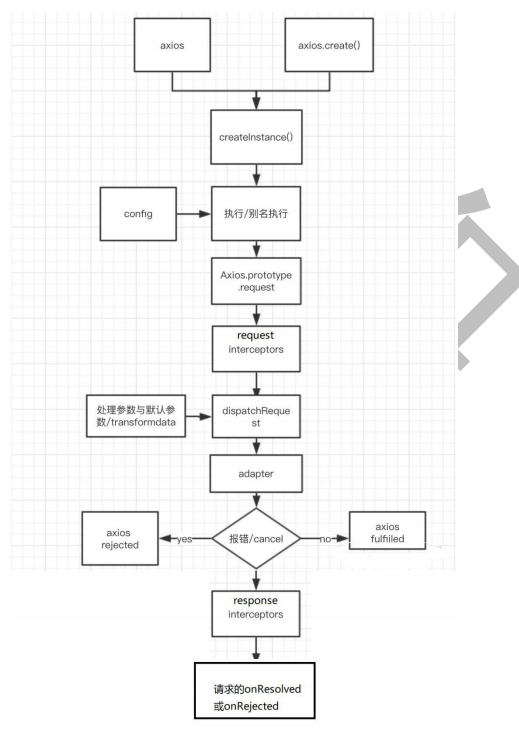 axios
axios.create()
createInstance()
config
执行/别名执行
Axios.prototype
.request
request
interceptors
处理参数与默认参
数/transformdata
dispatchReque
st
adapter
axios
rejected
yes
报错/cancel
no
axios
fulfiiled
response
interceptors
请求的onResolved
或onRejected